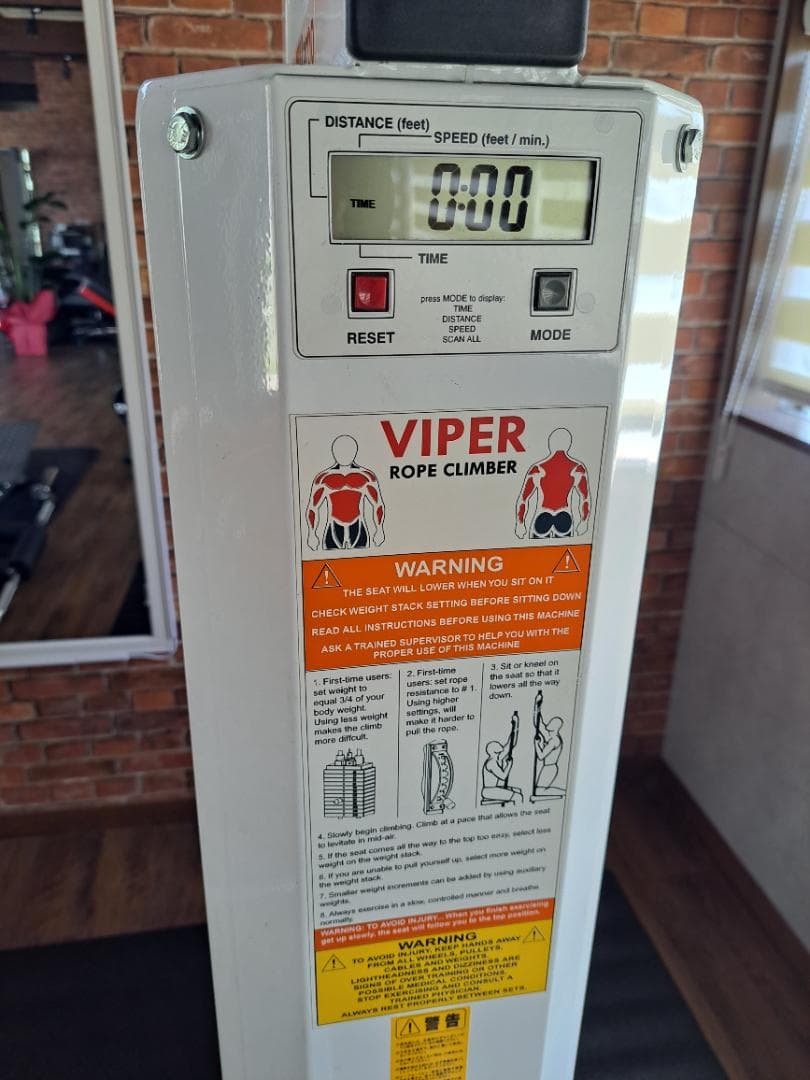 DISTANCE (feet)
SPEED (feet / min.)
TIME 0:00
TIME
RESET
press MODE to display:
TIME
DISTANCE
SPEED
SCAN ALL
MODE
VIPER
ROPE CLIMBER
WARNING
THE SEAT WILL LOWER WHEN YOU SIT ON IT
CHECK WEIGHT STACK SETTING BEFORE SITTING DOWN
READ ALL INSTRUCTIONS BEFORE USING THIS MACHINE
ASK A TRAINED SUPERVISOR TO HELP YOU WITH THE
PROPER USE OF THIS MACHINE
1. First-time users:
set weight to
equal 3/4 of your
body weight.
Using less weight
makes the climb
more difficult.
2. First-time
users: set rope
resistance to # 1.
Using higher
settings, will
make it harder to
pull the rope.
3. Sit or kneel on
the seat so that it
lowers all the way
down.
4. Slowly begin climbing. Climb at a pace that allows the seat
to levitate in mid-air.
5. If the seat comes all the way to the top too easy, select less
weight on the weight stack.
6. If you are unable to pull yourself up, select more weight on
the weight stack.
7. Smaller weight increments can be added by using auxiliary
weights.
8. Always exercise in a slow, controlled manner and breathe
normally.
WARNING: TO AVOID INJURY... When you finish exercising
get up slowly, the seat will follow you to the top position.
WARNING
TO AVOID INJURY, KEEP HANDS AWAY
FROM ALL WHEELS, PULLEYS,
CABLES AND WEIGHTS.
LIGHTHEADNESS AND DIZZINESS ARE
SIGNS OF OVER TRAINING OR OTHER
POSSIBLE MEDICAL CONDITIONS.
STOP EXERCISING AND CONSULT A
TRAINED PHYSICIAN.
ALWAYS REST PROPERLY BETWEEN SETS.
警告